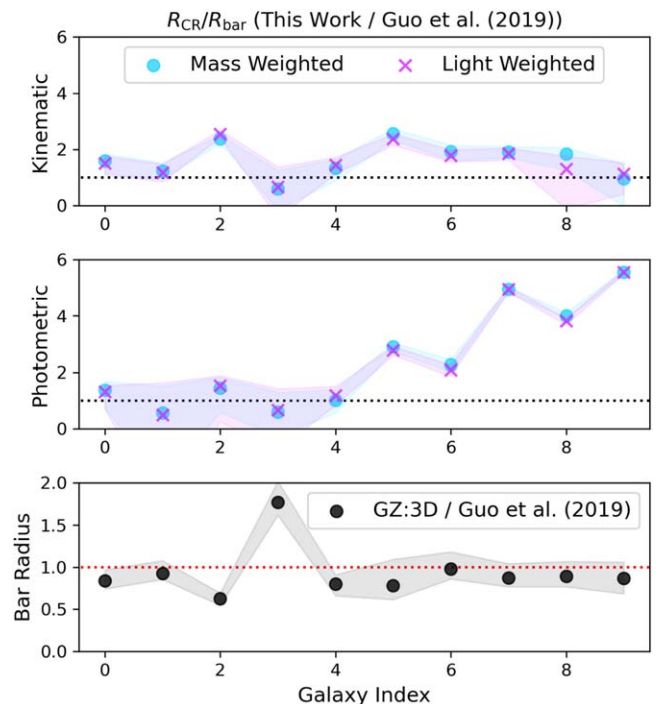 R_CR/R_bar (This Work / Guo et al. (2019))
Mass Weighted Light Weighted
Kinematic
6
4
2
0
0 2 4 6 8
Photometric
6
4
2
0
0 2 4 6 8
GZ:3D / Guo et al. (2019)
Bar Radius
2.0
1.5
1.0
0.5
0.0
0 2 4 6 8
Galaxy Index